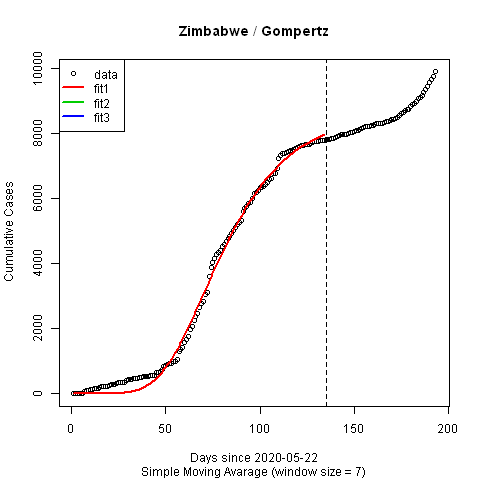 Zimbabwe / Gompertz
data
fit1
fit2
fit3
Cumulative Cases
0
2000
4000
6000
8000
10000
0
50
100
150
200
Days since 2020-05-22
Simple Moving Avarage (window size = 7)